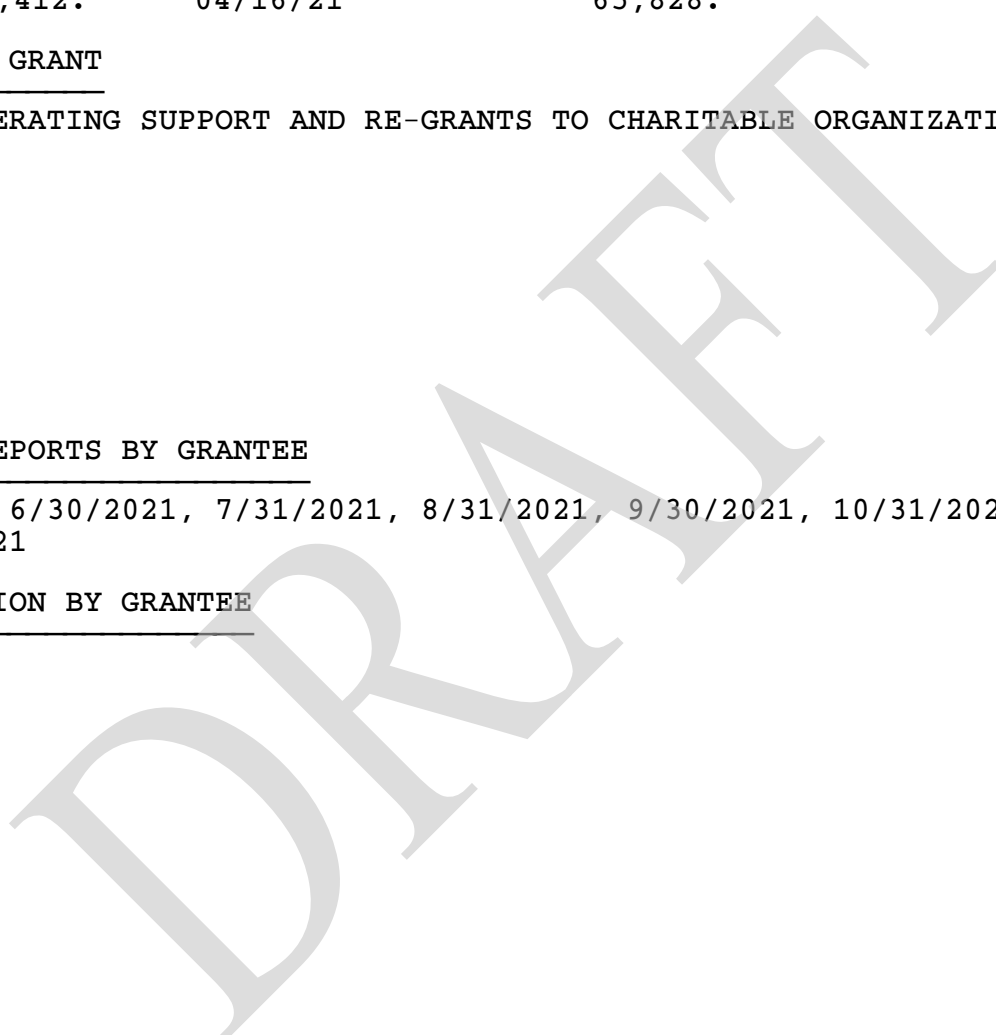 ,412. 04/16/21 65,828.
GRANT
ERATING SUPPORT AND RE-GRANTS TO CHARITABLE ORGANIZATI
EPORTS BY GRANTEE
6/30/2021, 7/31/2021, 8/31/2021, 9/30/2021, 10/31/202
21
ION BY GRANTEE
DRAFT